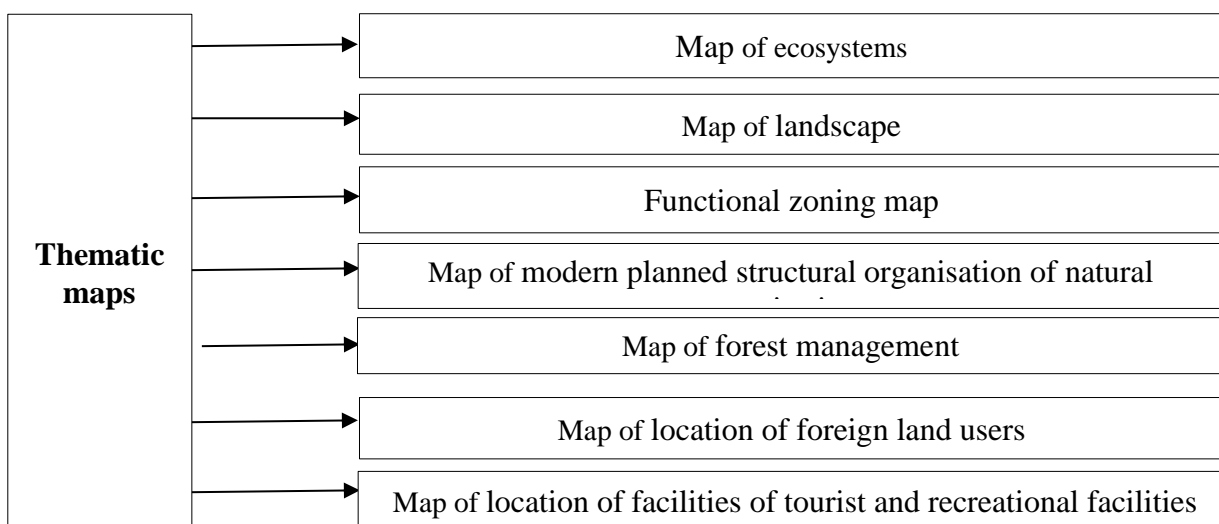 Thematic
maps
Map of ecosystems
Map of landscape
Functional zoning map
Map of modern planned structural organisation of natural
Map of forest management
Map of location of foreign land users
Map of location of facilities of tourist and recreational facilities